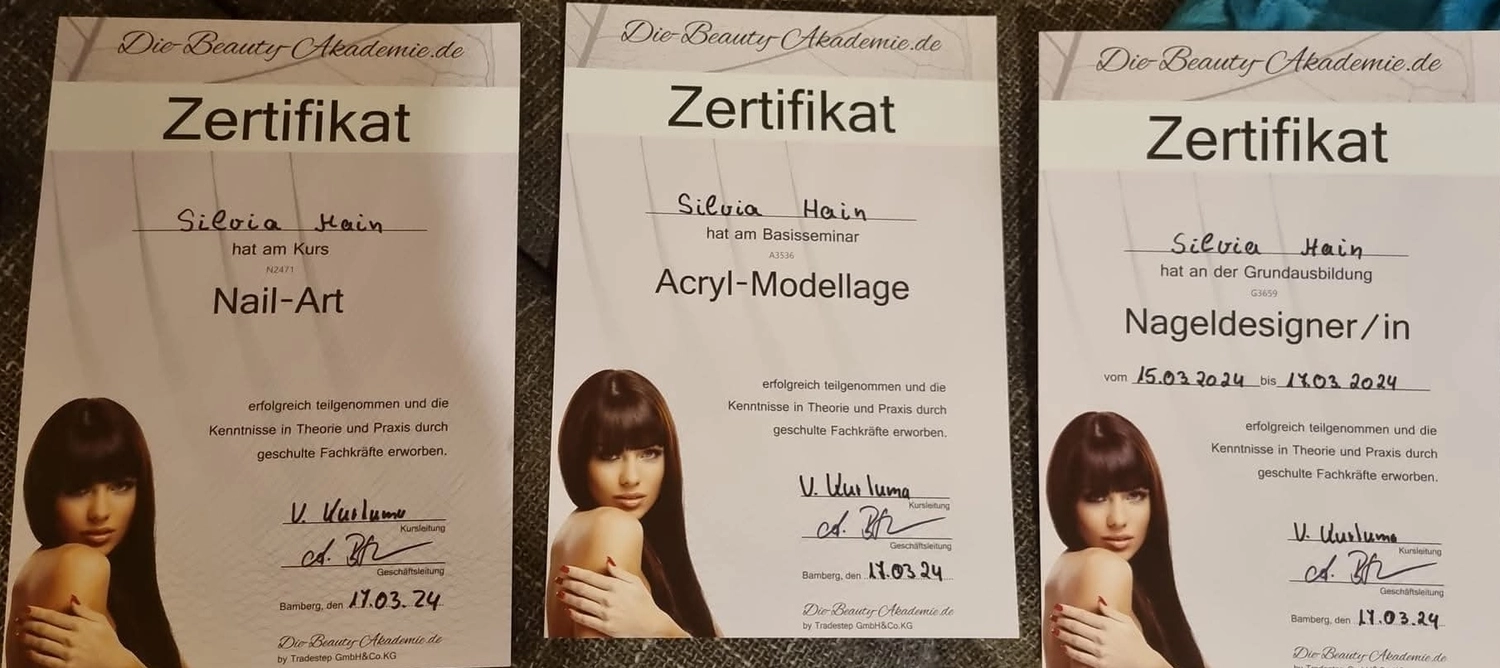 Die-Beauty-Akademie.de
Zertifikat
Silvia Hain
hat am Kurs
N2471
Nail-Art
erfolgreich teilgenommen und die
Kenntnisse in Theorie und Praxis durch
geschulte Fachkräfte erworben.
V.
Kursleitung
Geschäftsleitung
Bamberg, den 17.03.24
Die-Beauty-Akademie.de
by Tradestep GmbH&Co.KG
Die-Beauty-Akademie.de
Zertifikat
Silvia Hain
hat am Basisseminar
A3536
Acryl-Modellage
erfolgreich teilgenommen und die
Kenntnisse in Theorie und Praxis durch
geschulte Fachkräfte erworben.
V.
Kursleitung
Geschäftsleitung
Bamberg, den 17.03.24
Die-Beauty-Akademie.de
by Tradestep GmbH&Co.KG
Die-Beauty-Akademie.de
Zertifikat
Silvia Hain
hat an der Grundausbildung
G3659
Nageldesigner/in
vom 15.03.2024 bis 17.03.2024
erfolgreich teilgenommen und die
Kenntnisse in Theorie und Praxis durch
geschulte Fachkräfte erworben.
V.
Kursleitung
Geschäftsleitung
Bamberg, den 17.03.24
Die-Beauty-Akademie.de